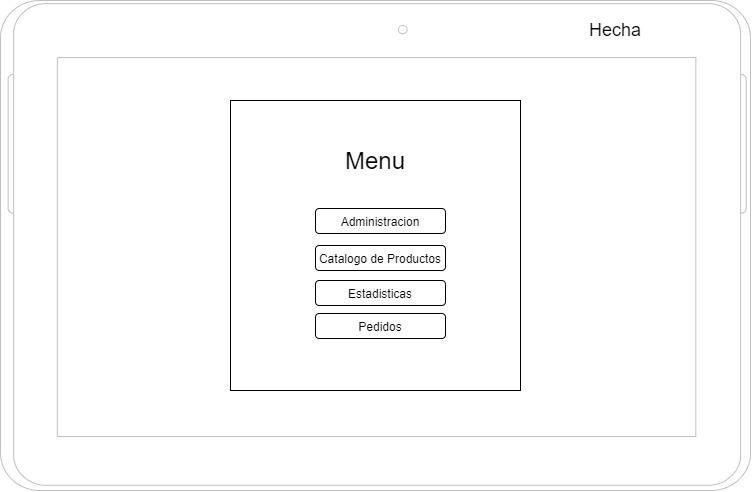 Hecha
Menu
Administracion
Catalogo de Productos
Estadisticas
Pedidos